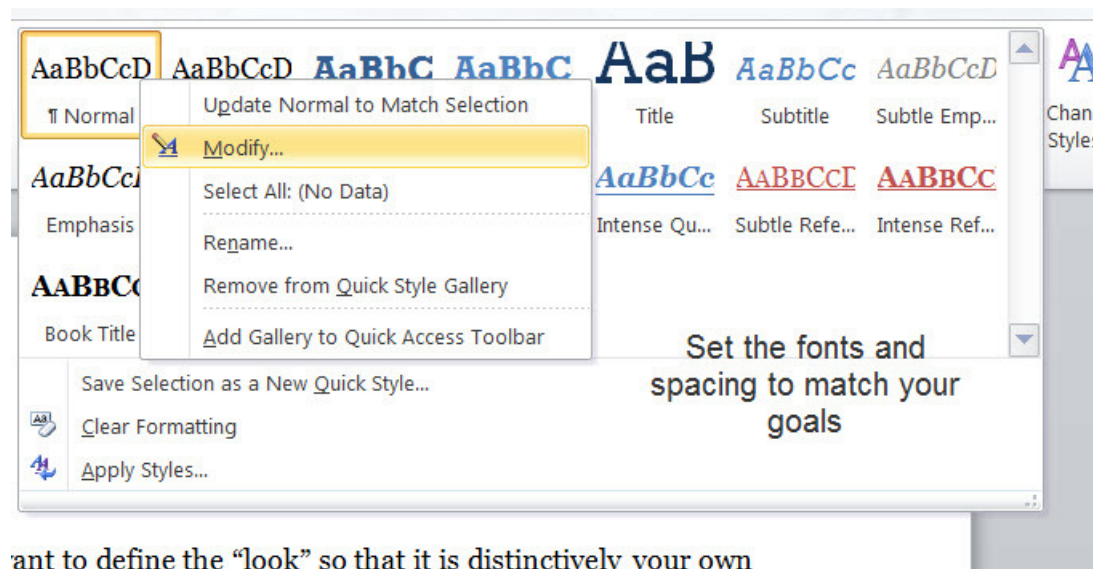 AaBbCcD AaBbCcD AaBbC AaBbC AaB AaBbCc AaBbCcD
¶ Normal Title Subtitle Subtle Emp...
Chan
Styles
Update Normal to Match Selection
Modify...
Select All: (No Data)
Rename...
Remove from Quick Style Gallery
Add Gallery to Quick Access Toolbar
AaBbCc AaBbCc AABBCCD AABBCC
Emphasis Intense Qu... Subtle Refe... Intense Ref...
AABBCC
Book Title
Set the fonts and
spacing to match your
goals
Save Selection as a New Quick Style...
Clear Formatting
Apply Styles...
want to define the “look” so that it is distinctively your own